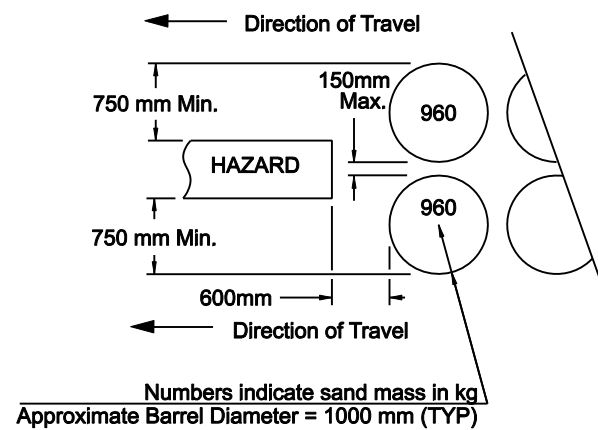 Direction of Travel
150mm
Max.
750 mm Min.
960
HAZARD
960
750 mm Min.
600mm
Direction of Travel
Numbers indicate sand mass in kg
Approximate Barrel Diameter = 1000 mm (TYP)